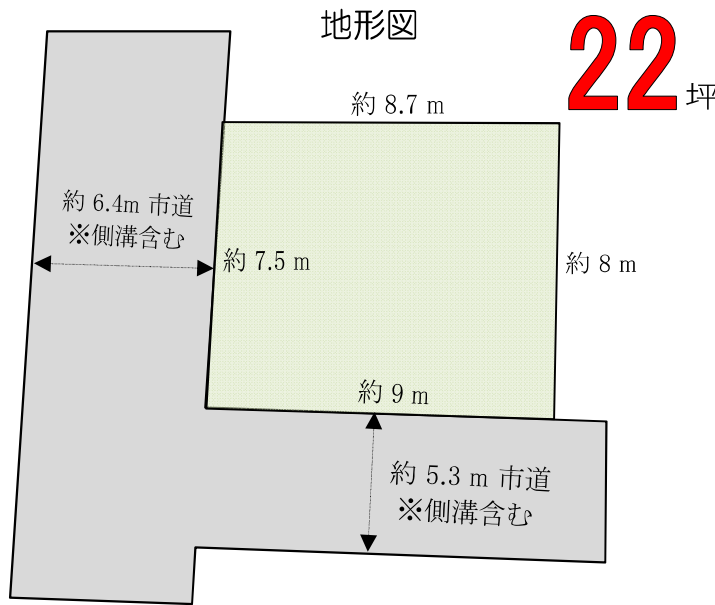 地形図
22坪
約 8.7 m
約 6.4m 市道
※側溝含む
約 7.5 m
約 8 m
約 9 m
約 5.3 m 市道
※側溝含む